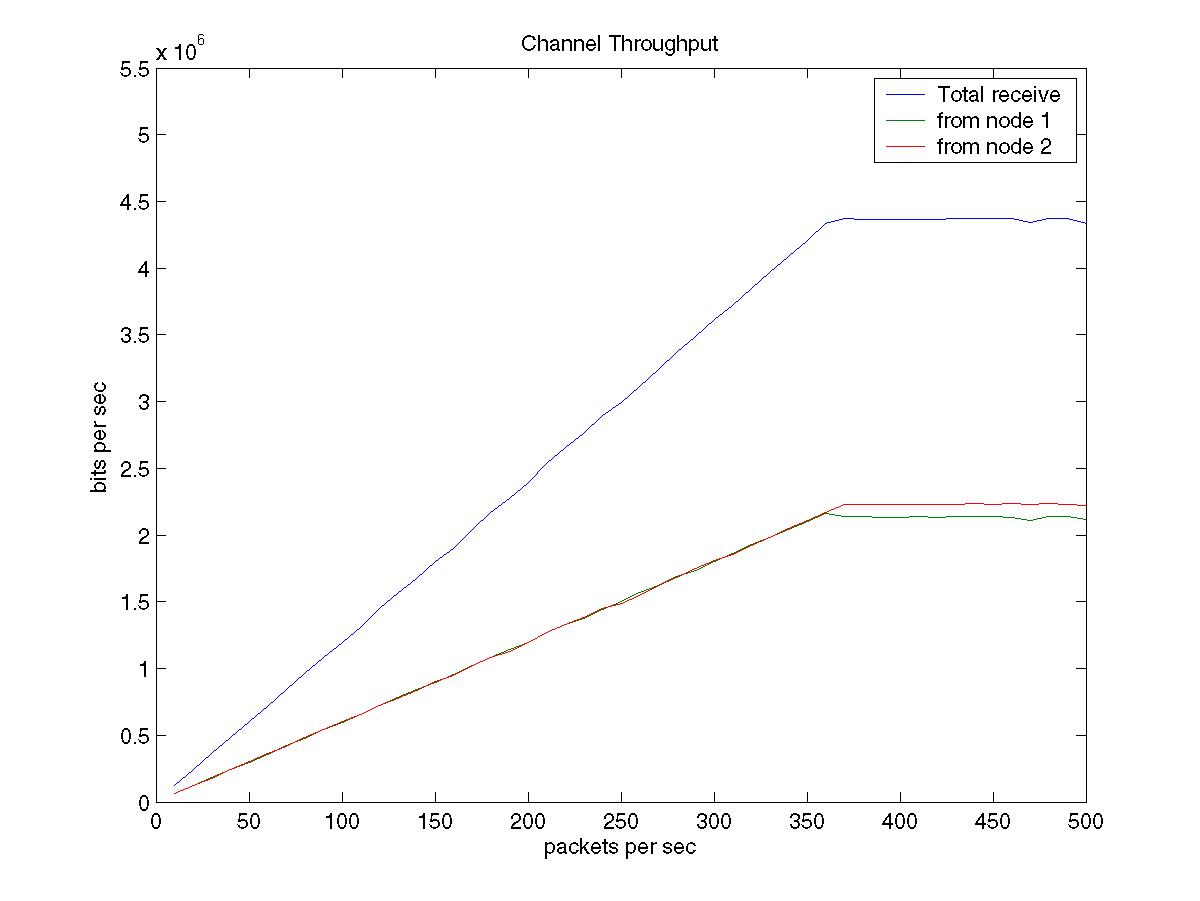 Channel Throughput
x 10^6
5.5
5
4.5
4
3.5
3
2.5
2
1.5
1
0.5
0
bits per sec
Total receive
from node 1
from node 2
0 50 100 150 200 250 300 350 400 450 500
packets per sec